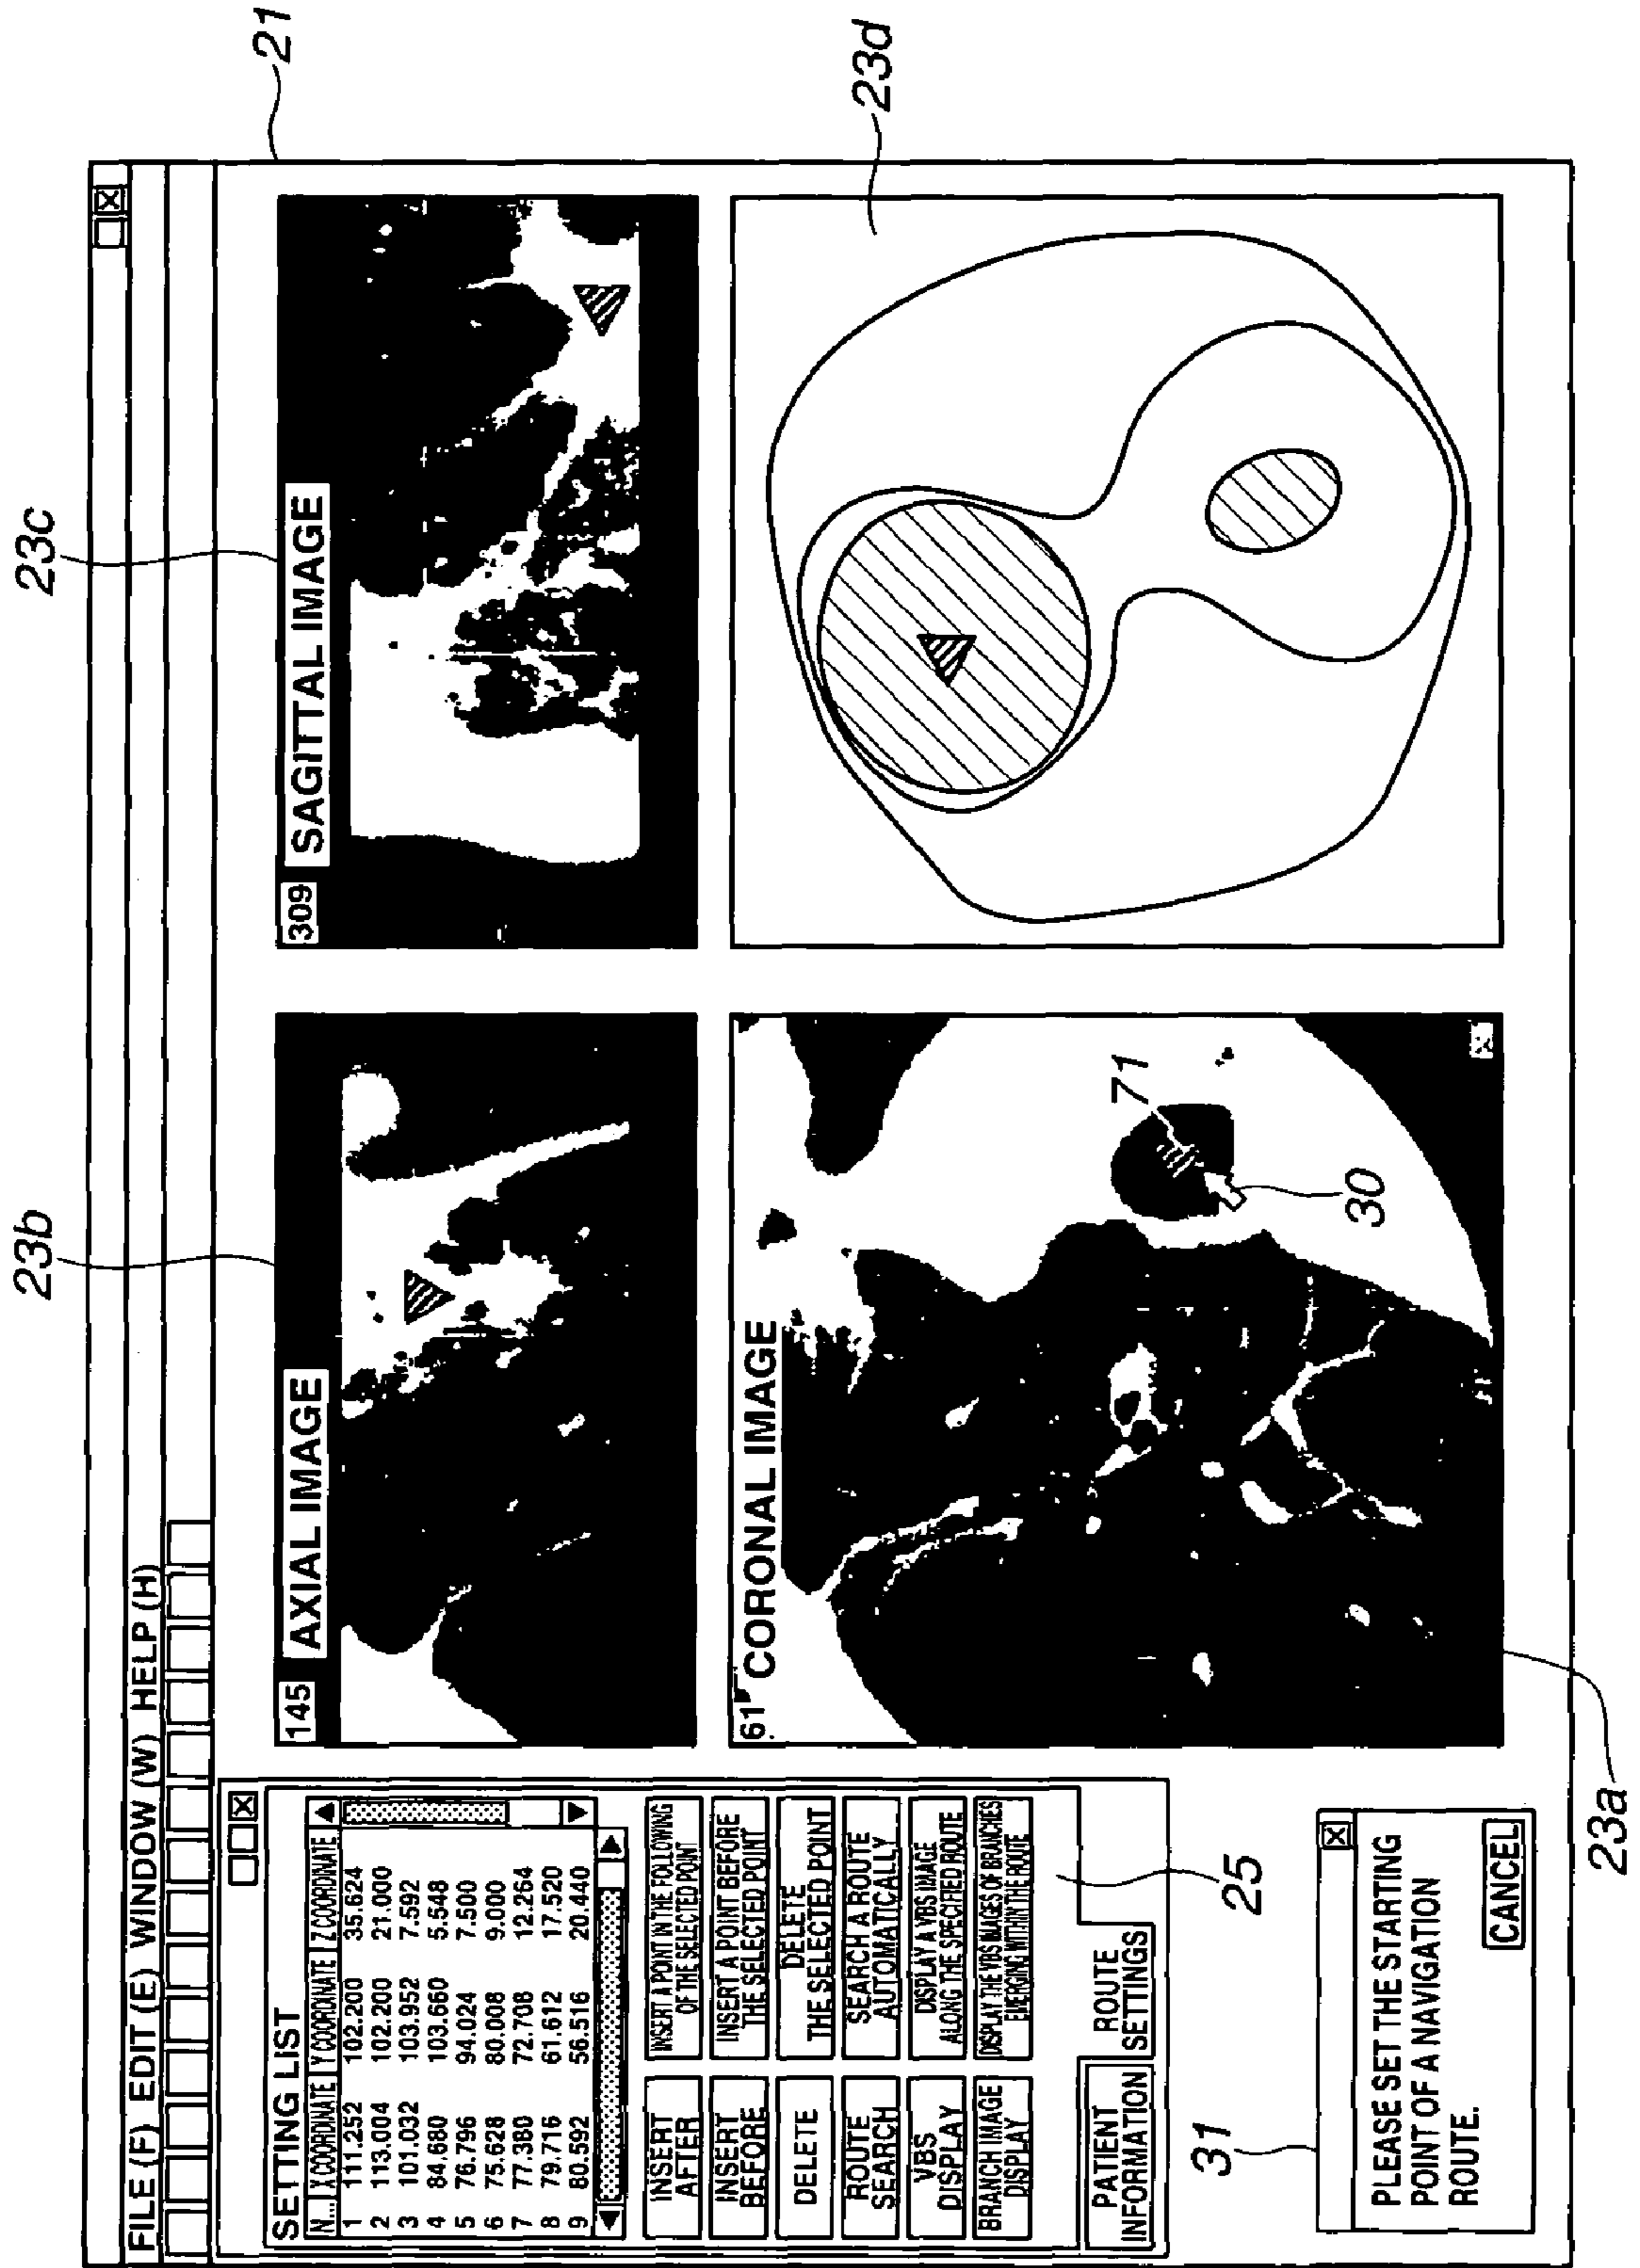 21
FILE (F) EDIT (E) WINDOW (W) HELP (H)
SETTING LIST
N... X COORDINATE Y COORDINATE Z COORDINATE
1 111.252 102.200 35.624
2 113.004 102.200 21.000
3 101.032 103.952 7.592
4 84.680 103.660 5.548
5 76.796 94.024 7.500
6 75.628 80.008 9.000
7 77.380 72.708 12.264
8 79.716 61.612 17.520
9 80.592 56.516 20.440
INSERT
AFTER
INSERT A POINT IN THE FOLLOWING
OF THE SELECTED POINT
INSERT
BEFORE
INSERT A POINT BEFORE
THE SELECTED POINT
DELETE
DELETE
THE SELECTED POINT
ROUTE
SEARCH
SEARCH A ROUTE
AUTOMATICALLY
VBS
DISPLAY
DISPLAY A VBS IMAGE
ALONG THE SPECIFIED ROUTE
BRANCH IMAGE
DISPLAY
DISPLAY THE VBS IMAGES OF BRANCHES
EMERGING WITHIN THE ROUTE
PATIENT
INFORMATION
ROUTE
SETTINGS
25
31
PLEASE SET THE STARTING
POINT OF A NAVIGATION
ROUTE.
CANCEL
23b
145 AXIAL IMAGE
23c
309 SAGITTAL IMAGE
61 CORONAL IMAGE
71
30
23a
23d